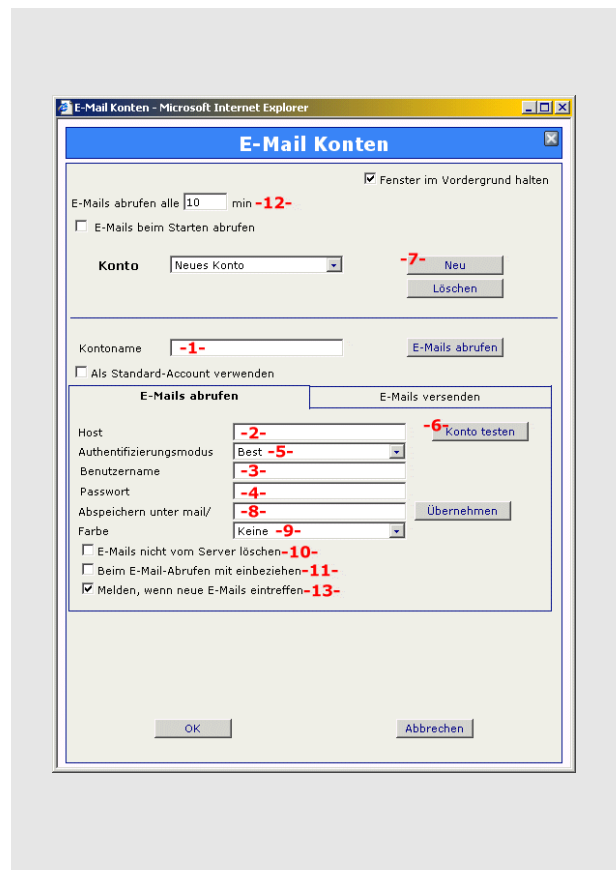 E-Mail Konten - Microsoft Internet Explorer
E-Mail Konten
Fenster im Vordergrund halten
E-Mails abrufen alle 10 min -12-
E-Mails beim Starten abrufen
Konto Neues Konto -7- Neu
Löschen
Kontoname -1- E-Mails abrufen
Als Standard-Account verwenden
E-Mails abrufen E-Mails versenden
Host -2- -6- Konto testen
Authentifizierungsmodus Best -5-
Benutzername -3-
Passwort -4-
Abspeichern unter mail/ -8- Übernehmen
Farbe Keine -9-
E-Mails nicht vom Server löschen -10-
Beim E-Mail-Abrufen mit einbeziehen -11-
Melden, wenn neue E-Mails eintreffen -13-
OK Abbrechen